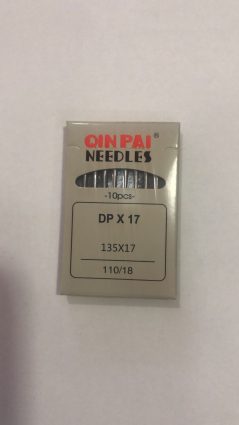 QIN PAI®
NEEDLES
-10pcs-
DP X 17
135X17
110/18